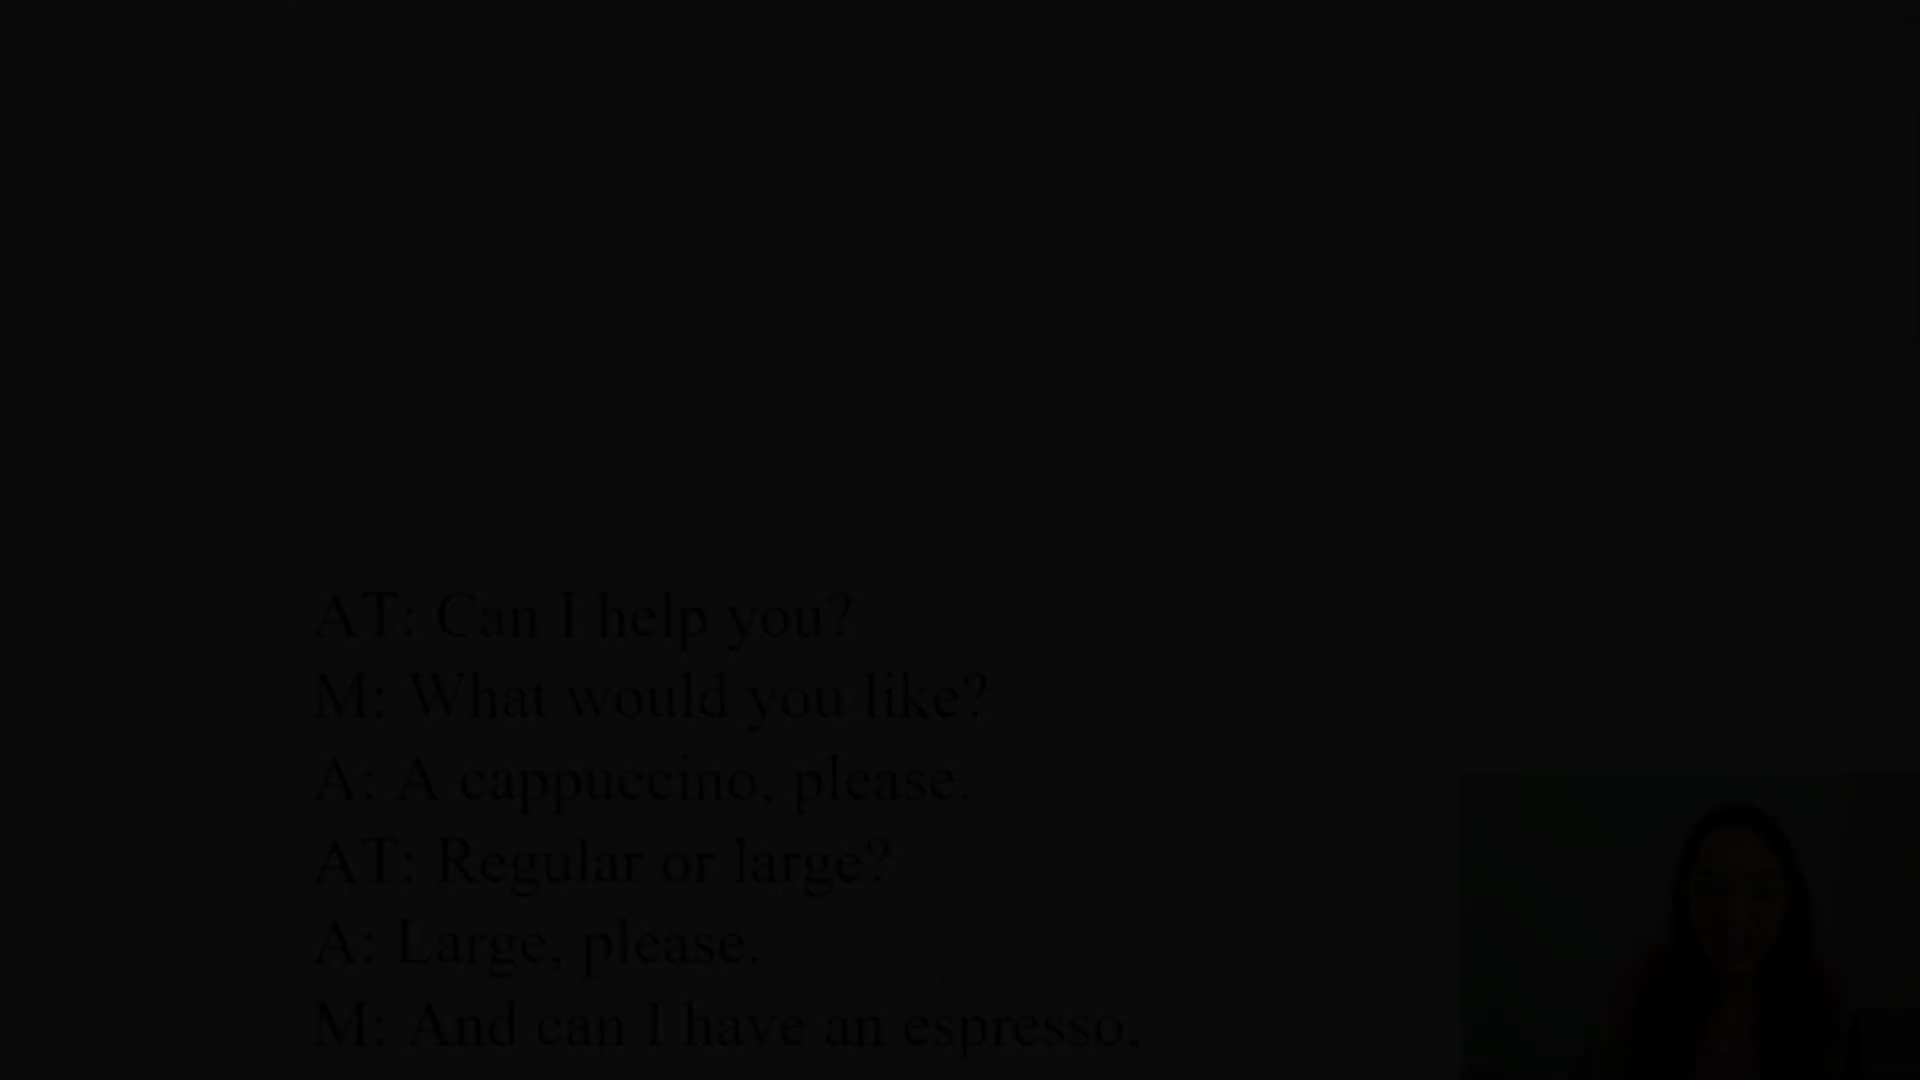 AT: Can I help you?
M: What would you like?
A: A cappuccino, please.
AT: Regular or large?
A: Large, please.
M: And can I have an espresso,